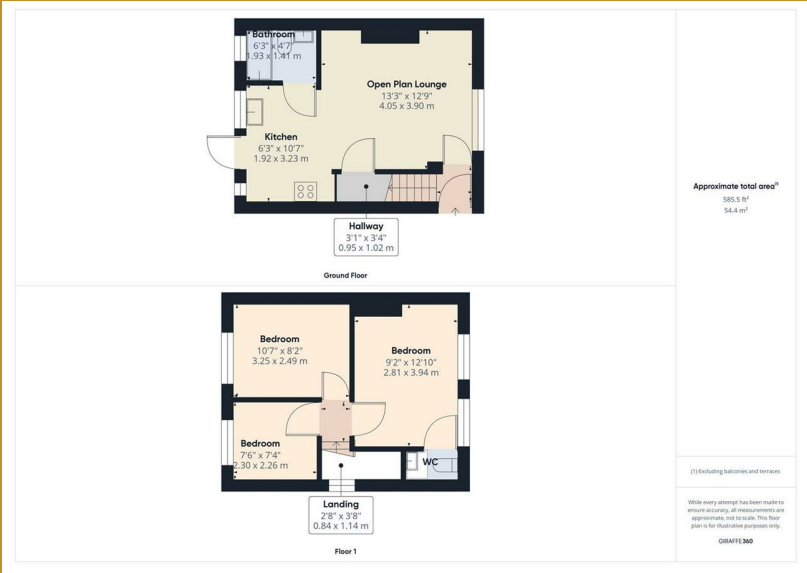 Bathroom
6'3" x 4'7"
1.93 x 1.41 m
Open Plan Lounge
13'3" x 12'9"
4.05 x 3.90 m
Kitchen
6'3" x 10'7"
1.92 x 3.23 m
Hallway
3'1" x 3'4"
0.95 x 1.02 m
Ground Floor
Bedroom
10'7" x 8'2"
3.25 x 2.49 m
Bedroom
9'2" x 12'10"
2.81 x 3.94 m
Bedroom
7'6" x 7'4"
2.30 x 2.26 m
WC
Landing
2'8" x 3'8"
0.84 x 1.14 m
Floor 1
Approximate total area⁽¹⁾
585.5 ft²
54.4 m²
(1) Excluding balconies and terraces
While every attempt has been made to
ensure accuracy, all measurements are
approximate, not to scale. This floor
plan is for illustrative purposes only.
GIRAFFE360